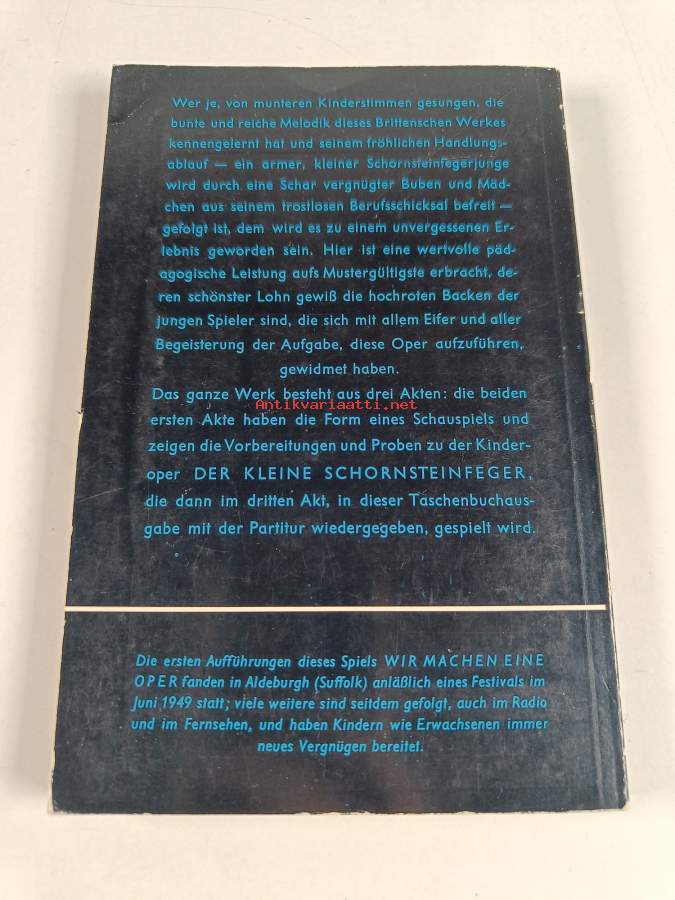 Wer je, von munteren Kinderstimmen gesungen, die
bunte und reiche Melodik dieses Brittenschen Werkes
kennengelernt hat und seinem fröhlichen Handlungs-
ablauf — ein armer, kleiner Schornsteinfegerjunge
wird durch eine Schar vergnügter Buben und Mäd-
chen aus seinem trostlosen Berufsschicksal befreit —
gefolgt ist, dem wird es zu einem unvergessenen Er-
lebnis geworden sein. Hier ist eine wertvolle päd-
agogische Leistung aufs Mustergültigste erbracht, de-
ren schönster Lohn gewiß die hochroten Backen der
jungen Spieler sind, die sich mit allem Eifer und aller
Begeisterung der Aufgabe, diese Oper aufzuführen,
gewidmet haben.
Das ganze Werk besteht aus drei Akten: die beiden
Antikvariaatti.net
ersten Akte haben die Form eines Schauspiels und
zeigen die Vorbereitungen und Proben zu der Kinder-
oper DER KLEINE SCHORNSTEINFEGER,
die dann im dritten Akt, in dieser Taschenbuchaus-
gabe mit der Partitur wiedergegeben, gespielt wird.
Die ersten Aufführungen dieses Spiels WIR MACHEN EINE
OPER fanden in Aldeburgh (Suffolk) anläßlich eines Festivals im
Juni 1949 statt; viele weitere sind seitdem gefolgt, auch im Radio
und im Fernsehen, und haben Kindern wie Erwachsenen immer
neues Vergnügen bereitet.